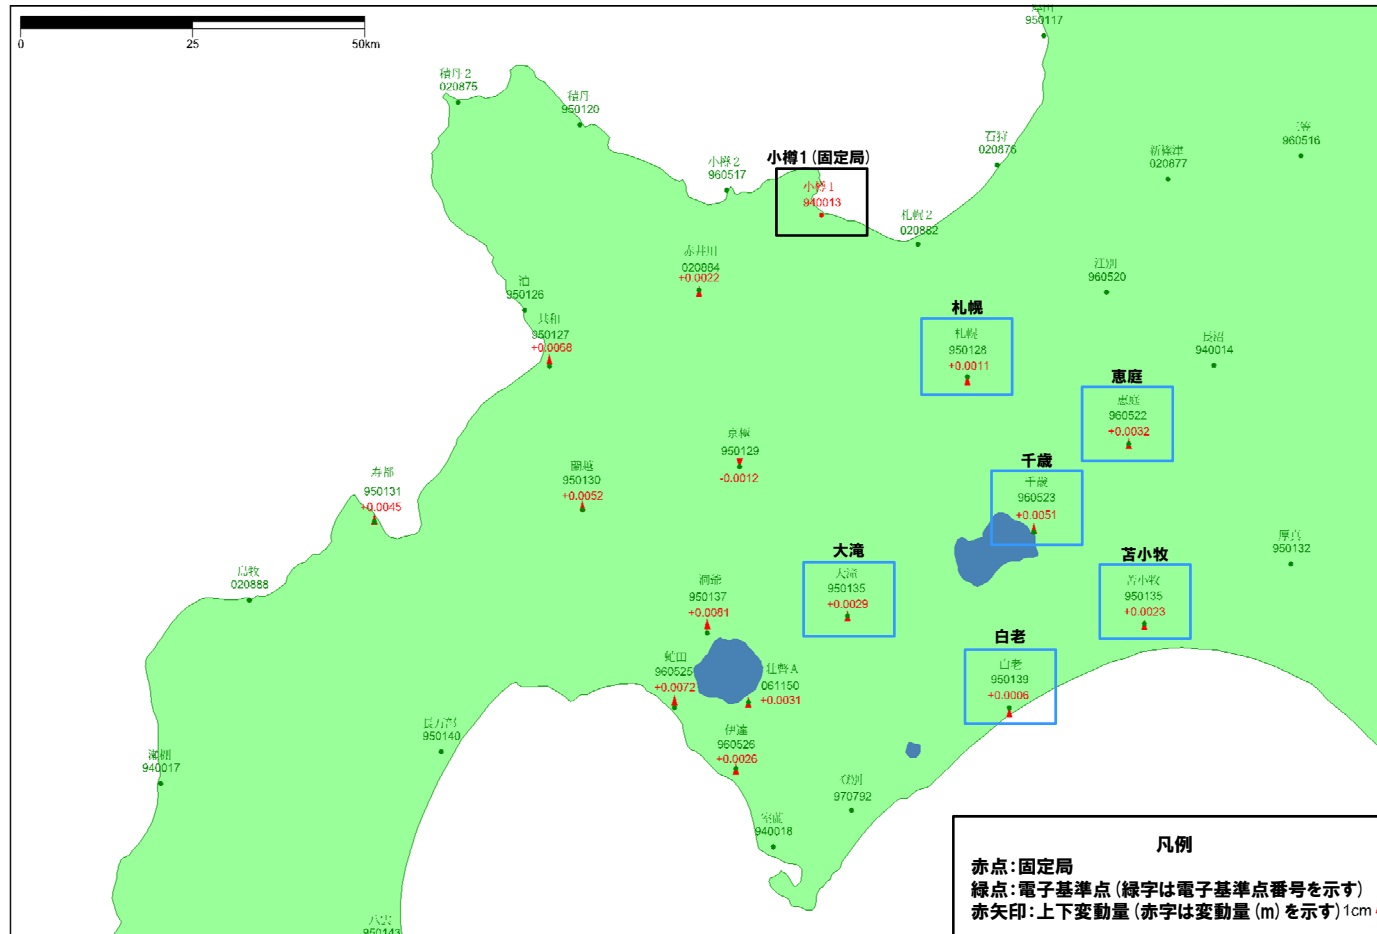 0
25
50km
950117
積丹2
020875
積丹
950120
小樽2
960517
小樽1(固定局)
小樽1
940013
石狩
020876
新篠津
020877
三笠
960516
札幌2
020882
赤井川
020884
+0.0022
江別
960520
泊
950126
共和
950127
+0.0068
札幌
札幌
950128
+0.0011
長沼
940014
恵庭
恵庭
960522
+0.0032
京極
950129
-0.0012
蘭越
950130
+0.0052
寿都
950131
+0.0045
千歳
千歳
960523
+0.0051
厚真
950132
島牧
020888
大滝
大滝
950135
+0.0029
洞爺
950137
+0.0081
苫小牧
苫小牧
950135
+0.0023
白老
白老
950139
+0.0006
虻田
960525
+0.0072
壮瞥A
061150
+0.0031
伊達
960526
+0.0026
長万部
950140
瀬棚
940017
登別
970792
室蘭
940018
八雲
950143
凡例
赤点:固定局
緑点:電子基準点(緑字は電子基準点番号を示す)
赤矢印:上下変動量(赤字は変動量(m)を示す)1cm